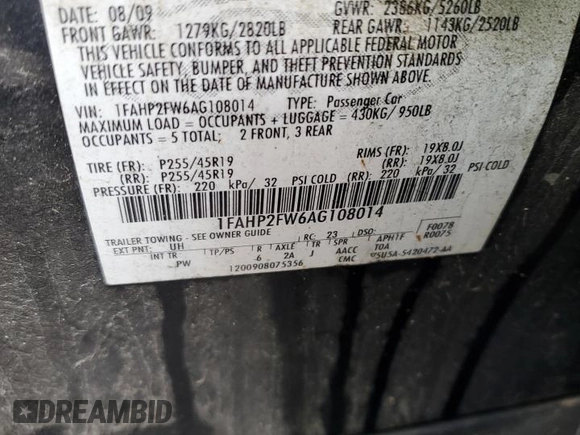 DATE: 08/09 GVWR: 2386KG/5260LB
FRONT GAWR: 1279KG/2820LB REAR GAWR: 1143KG/2520LB
THIS VEHICLE CONFORMS TO ALL APPLICABLE FEDERAL MOTOR
VEHICLE SAFETY, BUMPER, AND THEFT PREVENTION STANDARDS
IN EFFECT ON THE DATE OF MANUFACTURE SHOWN ABOVE.
VIN: 1FAHP2FW6AG108014 TYPE: Passenger Car
MAXIMUM LOAD = OCCUPANTS + LUGGAGE = 430KG/950LB
OCCUPANTS = 5 TOTAL; 2 FRONT, 3 REAR
TIRE (FR): P255/45R19 RIMS (FR): 19X8.0J
(RR): P255/45R19 (RR): 19X8.0J
PRESSURE (FR): 220 kPa/ 32 PSI COLD (RR): 220 kPa/ 32 PSI COLD
1FAHP2FW6AG108014
TRAILER TOWING - SEE OWNER GUIDE F0078
EXT PNT: UH RC: 23 DSO: R0075
INT TR TP/PS R AXLE TR SPR APHTF
PW 6 2A J AACC TOA
1200908075356 CMC 5U5A-5420472-AA
DREAMBID